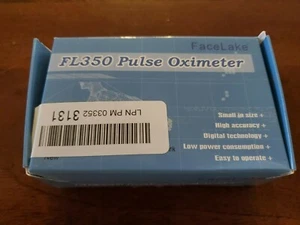 FaceLake
FL350 Pulse Oximeter
LPN PM 03352 3131
Small in size +
High accuracy +
Digital technology +
Low power consumption +
Easy to operate +